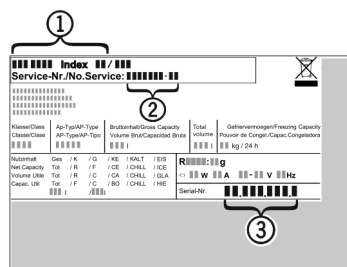 1
Index /
Service-Nr./No.Service: -
2
Klasse/Class Ap-Typ/AP-Type Bruttoinhalt/Gross Capacity Total Gefriervermoegen/Freezing Capacity
Classe/Class AP-Type/AP-Tipo Volume Brut/Capacidad Bruta volume Pouvoir de Congel./Capac.Congeladora
l l kg / 24 h
Nutzinhalt Ges / K / G / KE / KALT / EIS
Net.Capacity Tot / R / F / CE / CHILL / ICE
Volume Utile Tot / R / C / CA / CHILL / GLA
Capac. Util Tot / F / C / BO / CHILL / HIE
l / l
R : g
W A - V Hz
Serial-Nr. . . .
3